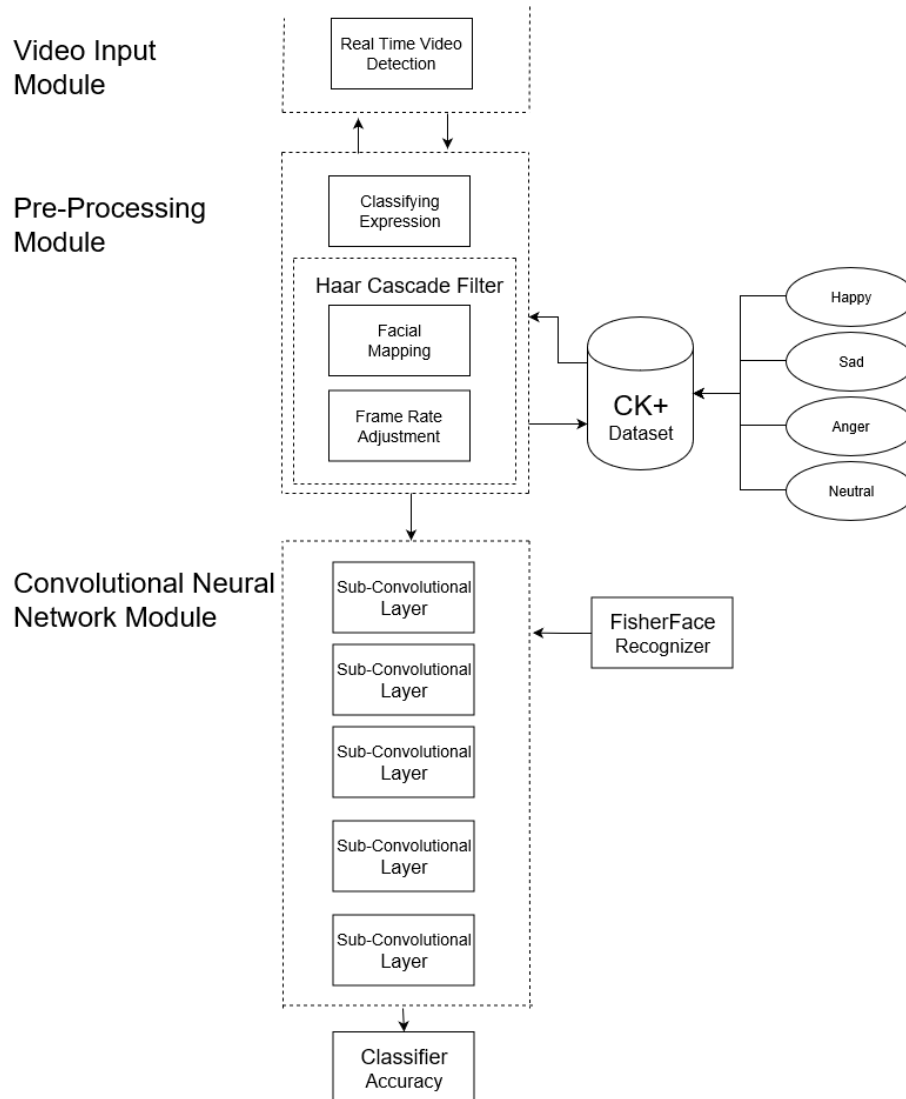 Video Input
Module
Real Time Video
Detection
Pre-Processing
Module
Classifying
Expression
Haar Cascade Filter
Facial
Mapping
Frame Rate
Adjustment
CK+
Dataset
Happy
Sad
Anger
Neutral
Convolutional Neural
Network Module
Sub-Convolutional
Layer
FisherFace
Recognizer
Sub-Convolutional
Layer
Sub-Convolutional
Layer
Sub-Convolutional
Layer
Sub-Convolutional
Layer
Classifier
Accuracy